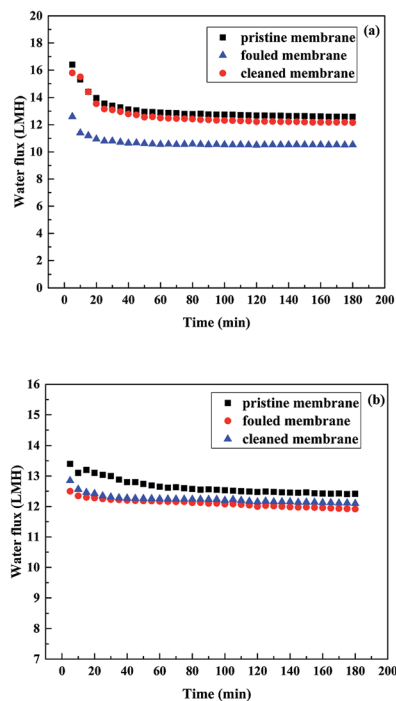 (a)
pristine membrane
fouled membrane
cleaned membrane
Water flux (LMH)
20
18
16
14
12
10
8
6
4
2
0
0 20 40 60 80 100 120 140 160 180 200
Time (min)
(b)
pristine membrane
fouled membrane
cleaned membrane
Water flux (LMH)
16
15
14
13
12
11
10
9
8
7
0 20 40 60 80 100 120 140 160 180 200
Time (min)